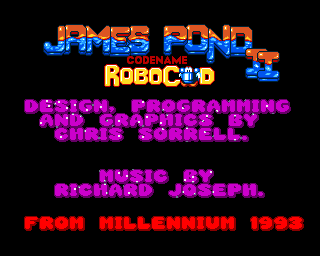 JAMES POND II
CODENAME
ROBOCOD
DESIGN, PROGRAMMING
AND GRAPHICS BY
CHRIS SORRELL.
MUSIC BY
RICHARD JOSEPH.
FROM MILLENNIUM 1993